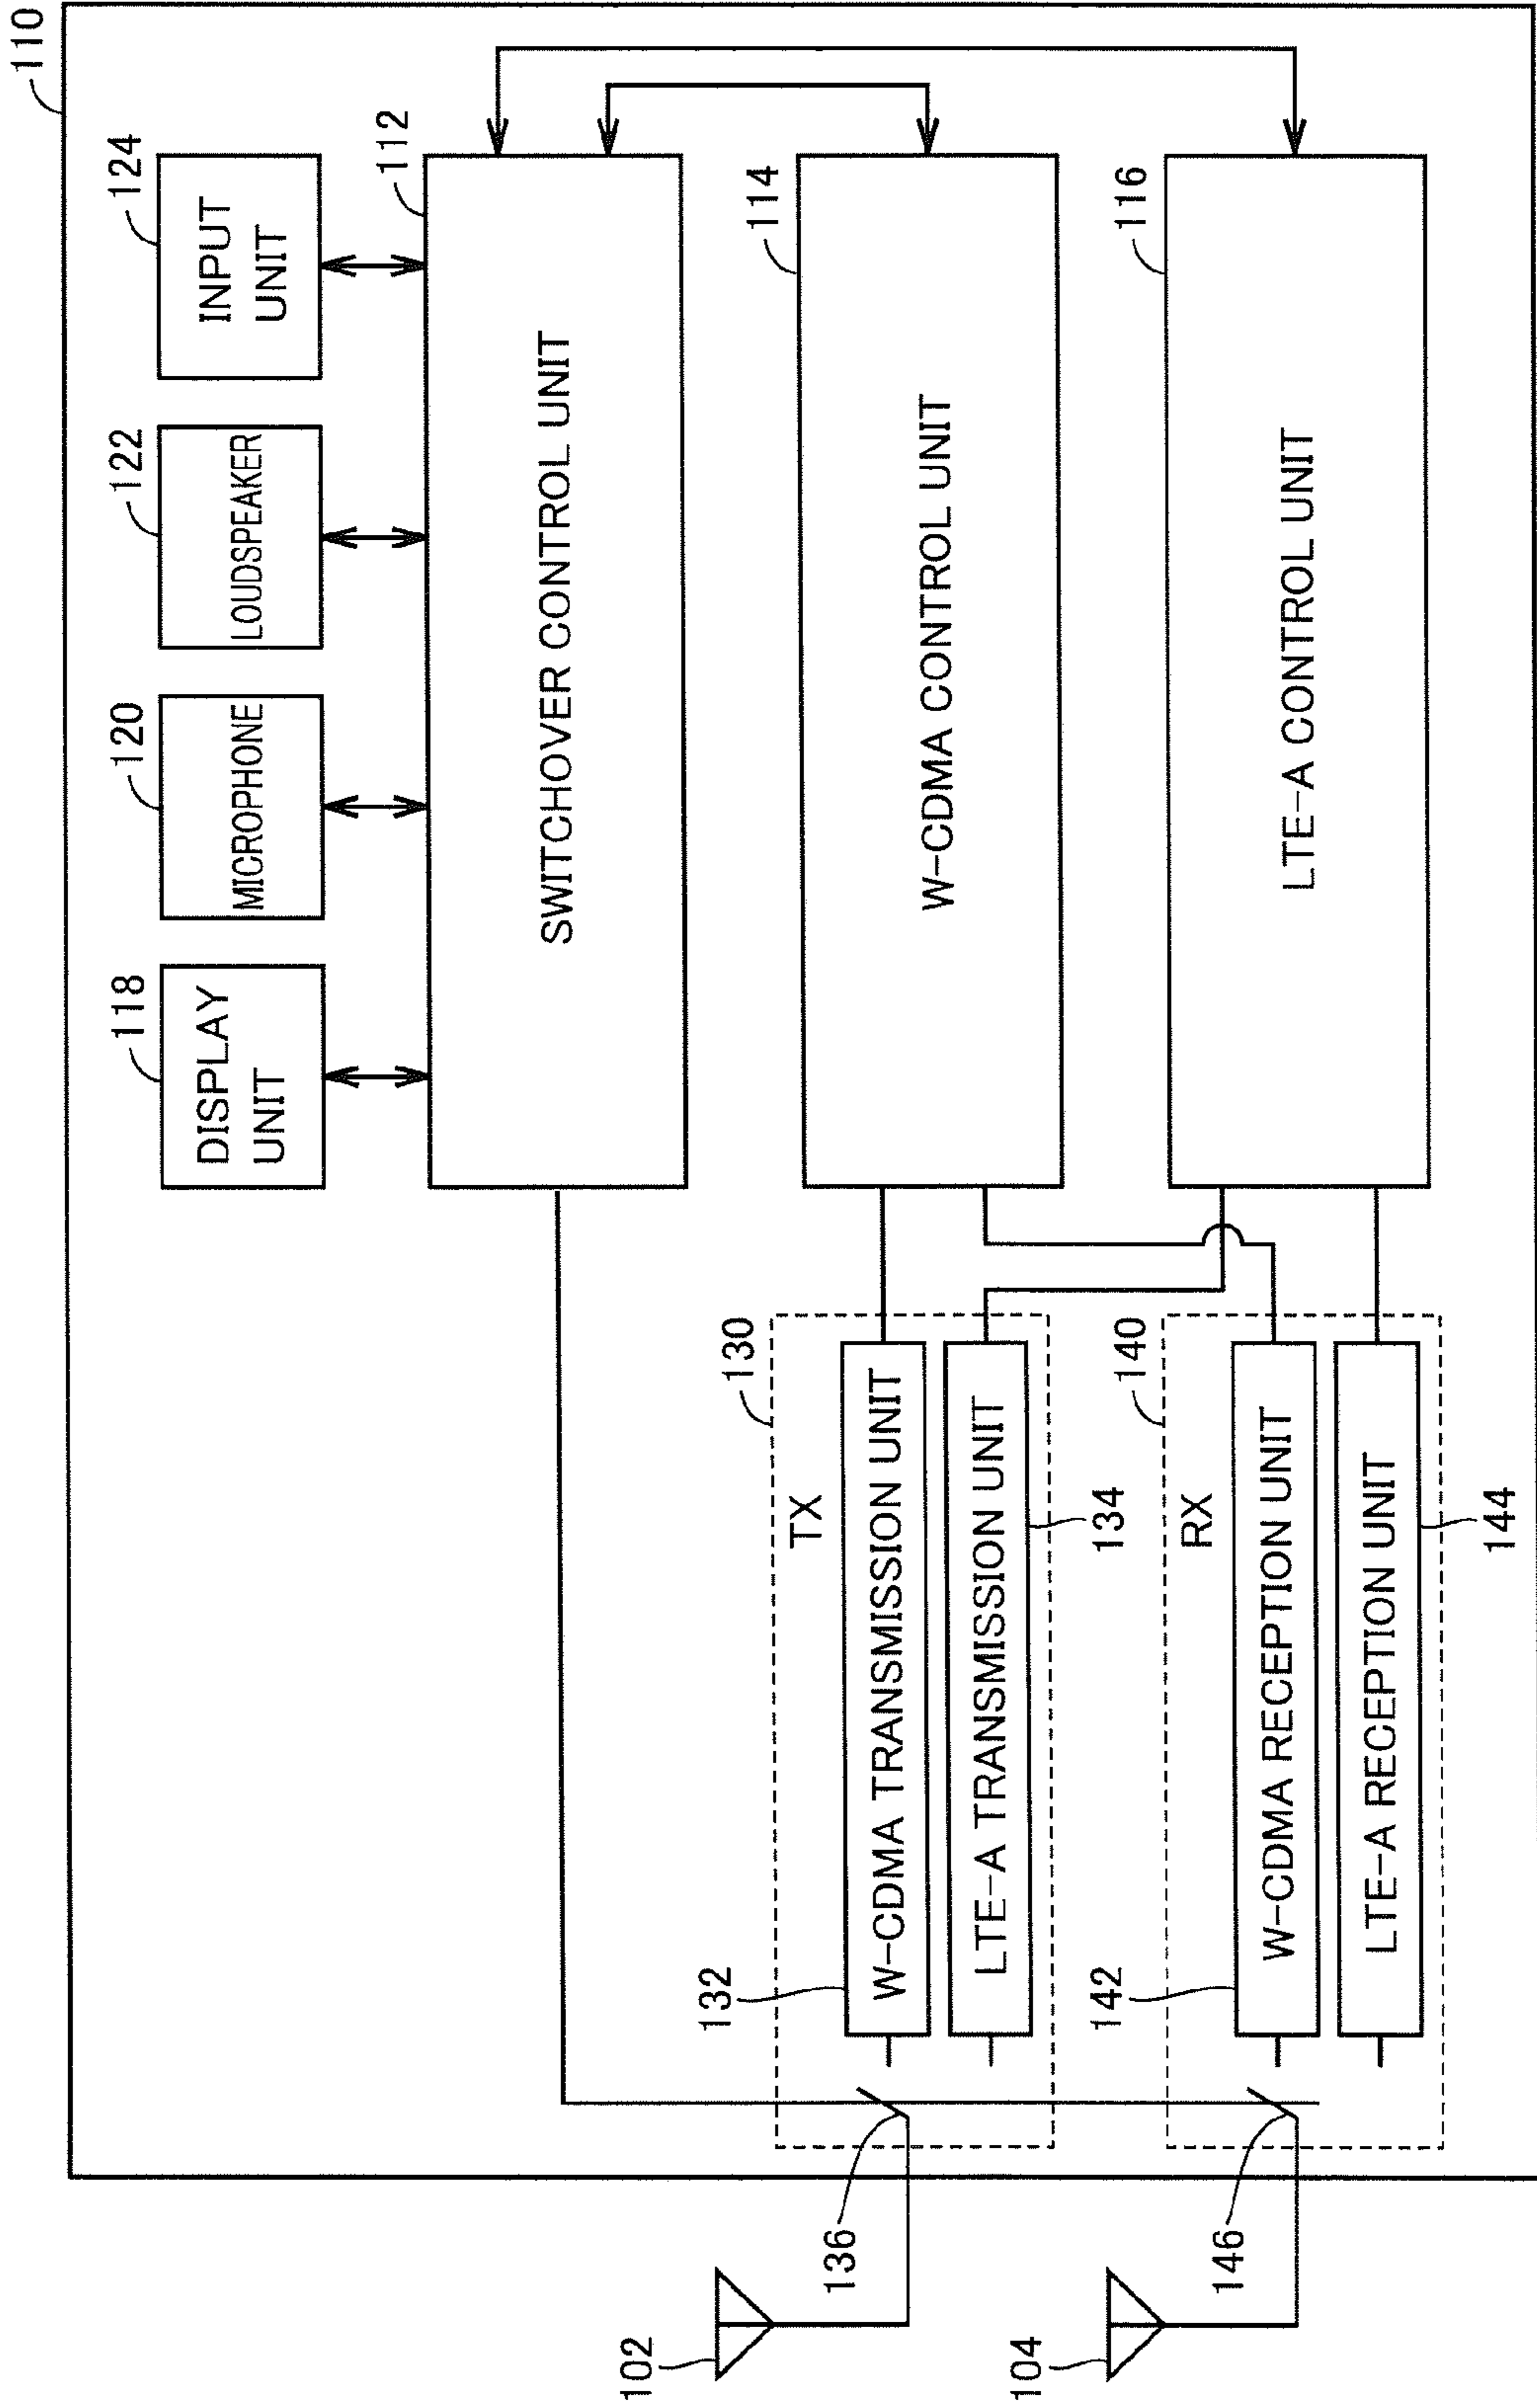 110
118
120
122
124
DISPLAY
UNIT
MICROPHONE
LOUDSPEAKER
INPUT
UNIT
112
SWITCHOVER CONTROL UNIT
102
136
132
TX
130
W-CDMA TRANSMISSION UNIT
LTE-A TRANSMISSION UNIT
134
114
W-CDMA CONTROL UNIT
104
146
142
RX
140
W-CDMA RECEPTION UNIT
LTE-A RECEPTION UNIT
144
116
LTE-A CONTROL UNIT